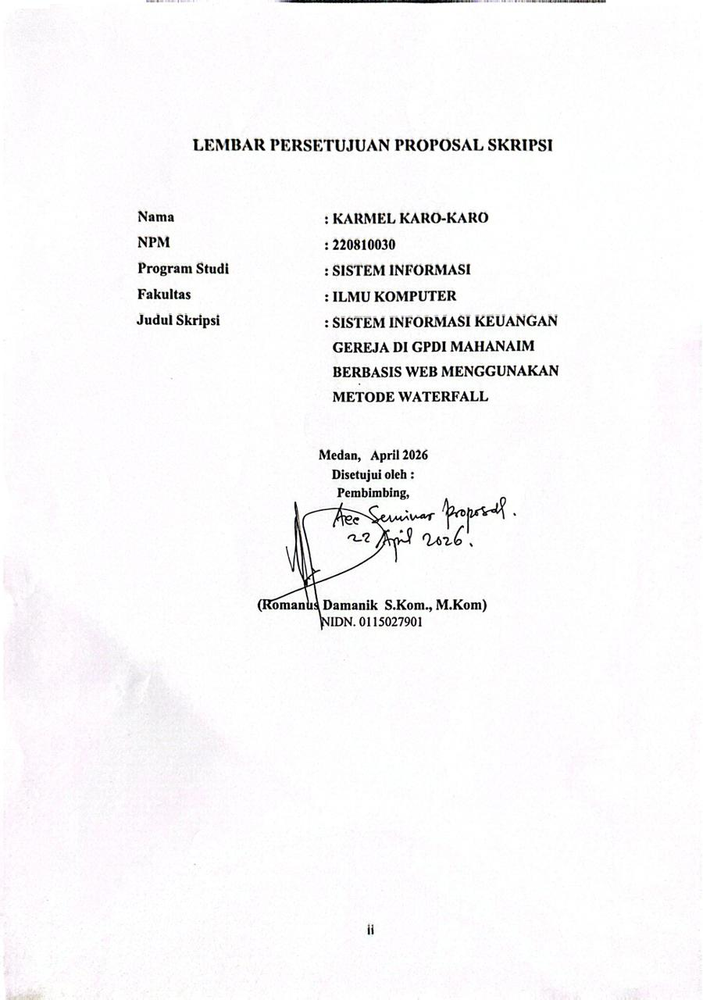 LEMBAR PERSETUJUAN PROPOSAL SKRIPSI
Nama : KARMEL KARO-KARO
NPM : 220810030
Program Studi : SISTEM INFORMASI
Fakultas : ILMU KOMPUTER
Judul Skripsi : SISTEM INFORMASI KEUANGAN
GEREJA DI GPDI MAHANAIM
BERBASIS WEB MENGGUNAKAN
METODE WATERFALL
Medan, April 2026
Disetujui oleh :
Pembimbing,
Acc Seminar Proposal.
22 April 2026.
(Romanus Damanik S.Kom., M.Kom)
NIDN. 0115027901
ii